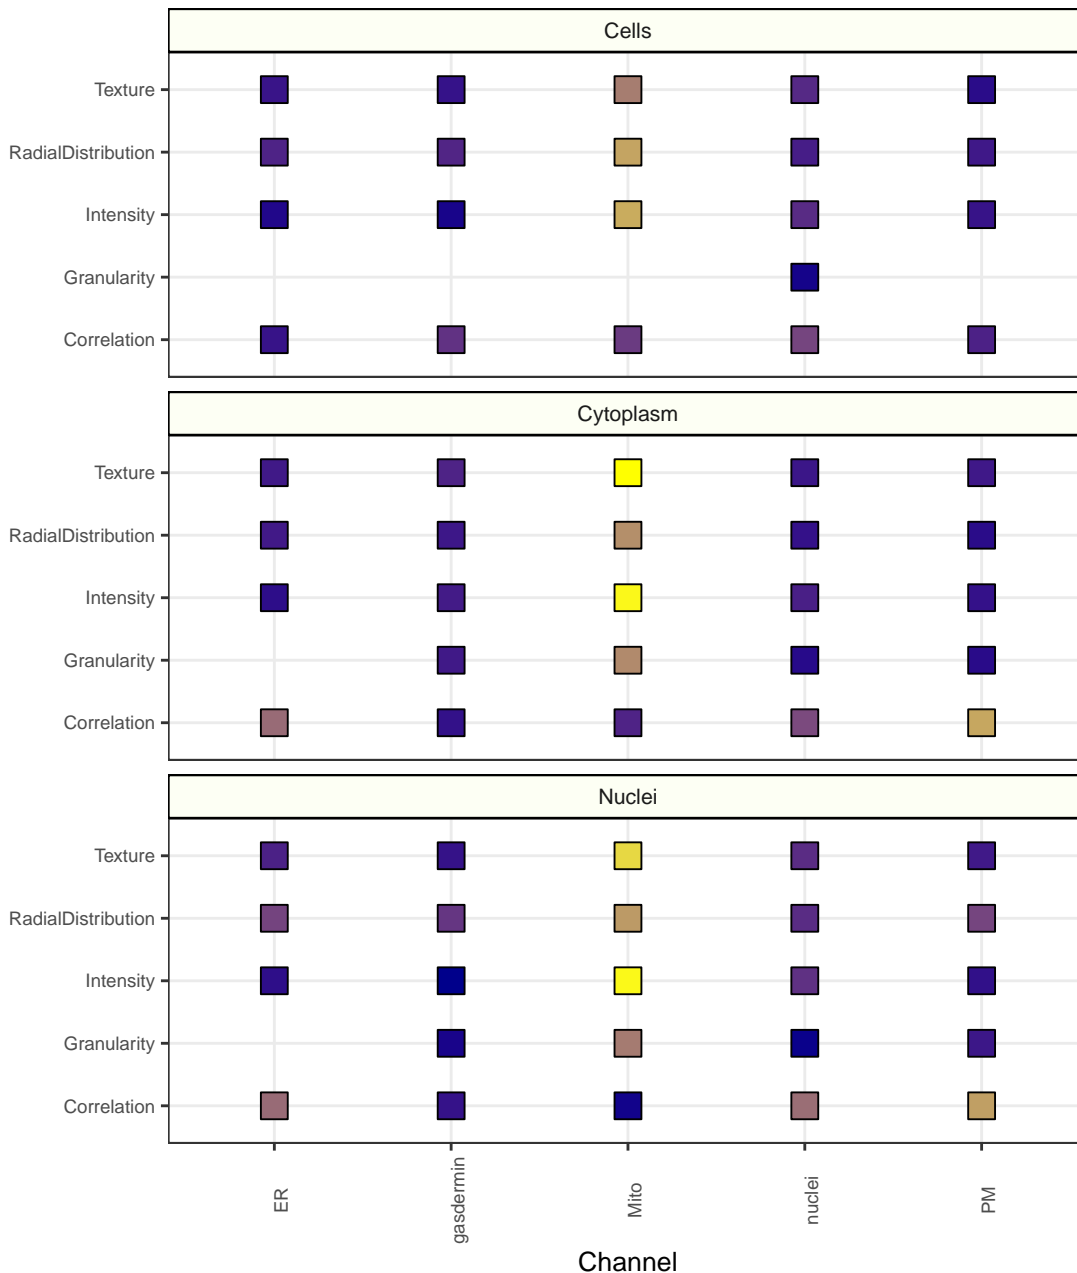 Cells
Texture
RadialDistribution
Intensity
Granularity
Correlation
Cytoplasm
Texture
RadialDistribution
Intensity
Granularity
Correlation
Nuclei
Texture
RadialDistribution
Intensity
Granularity
Correlation
ER
gasdermin
Mito
nuclei
PM
Channel